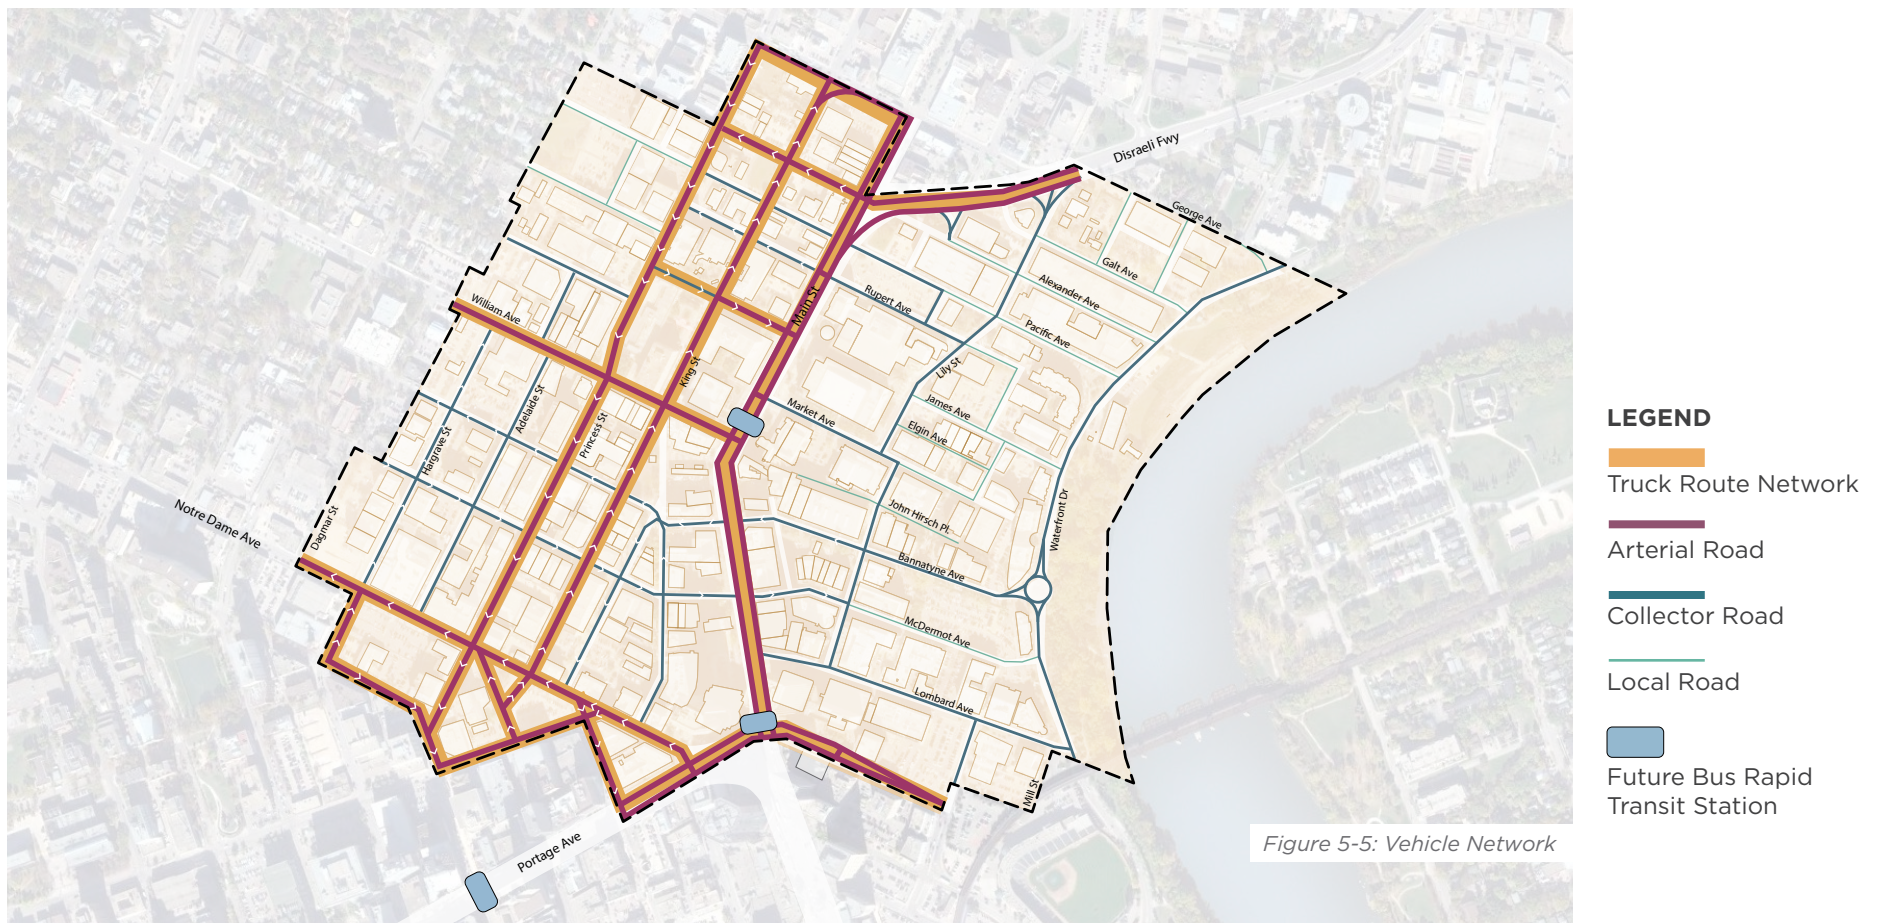 Disraeli Fwy
George Ave
Galt Ave
Alexander Ave
Rupert Ave
Main St
William Ave
Pacific Ave
Lily St
King St
Adelaide St
Market Ave
James Ave
Princess St
Elgin Ave
Hargrave St
Notre Dame Ave
Dagmar St
John Hirsch Pl.
Waterfront Dr
Bannatyne Ave
McDermot Ave
Lombard Ave
Mill St
Portage Ave
Figure 5-5: Vehicle Network
LEGEND
Truck Route Network
Arterial Road
Collector Road
Local Road
Future Bus Rapid
Transit Station